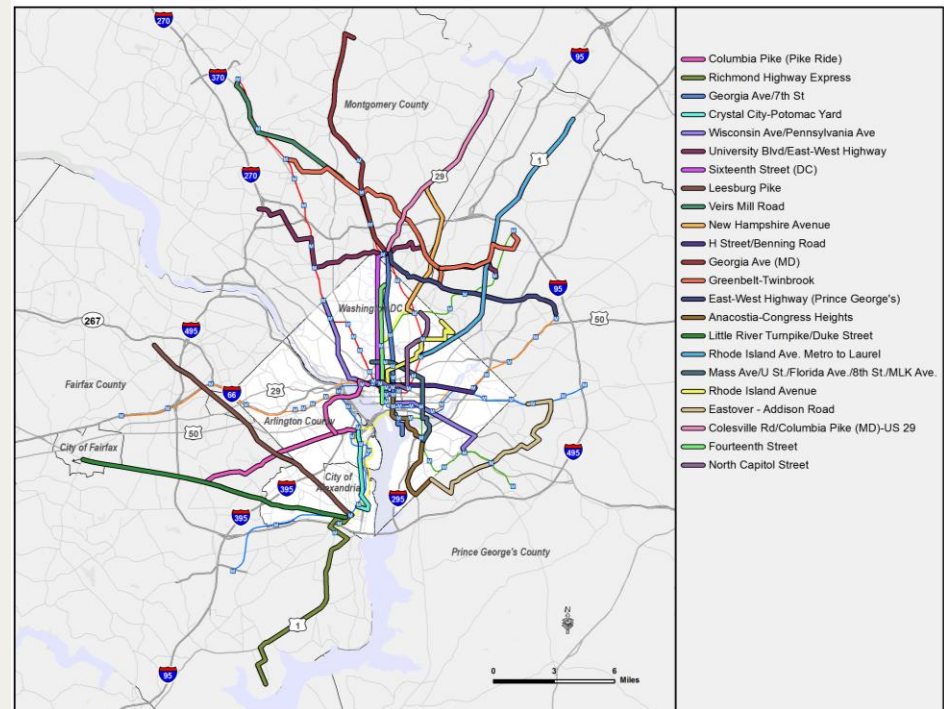 270
95
370
Montgomery County
29
1
270
Washington DC
95
50
267
495
Fairfax County
66
29
Arlington County
50
City of Fairfax
City of
Alexandria
395
395
295
495
Prince George's County
1
95
N
0 3 6
Miles
Columbia Pike (Pike Ride)
Richmond Highway Express
Georgia Ave/7th St
Crystal City-Potomac Yard
Wisconsin Ave/Pennsylvania Ave
University Blvd/East-West Highway
Sixteenth Street (DC)
Leesburg Pike
Veirs Mill Road
New Hampshire Avenue
H Street/Benning Road
Georgia Ave (MD)
Greenbelt-Twinbrook
East-West Highway (Prince George's)
Anacostia-Congress Heights
Little River Turnpike/Duke Street
Rhode Island Ave. Metro to Laurel
Mass Ave/U St./Florida Ave./8th St./MLK Ave.
Rhode Island Avenue
Eastover - Addison Road
Colesville Rd/Columbia Pike (MD)-US 29
Fourteenth Street
North Capitol Street